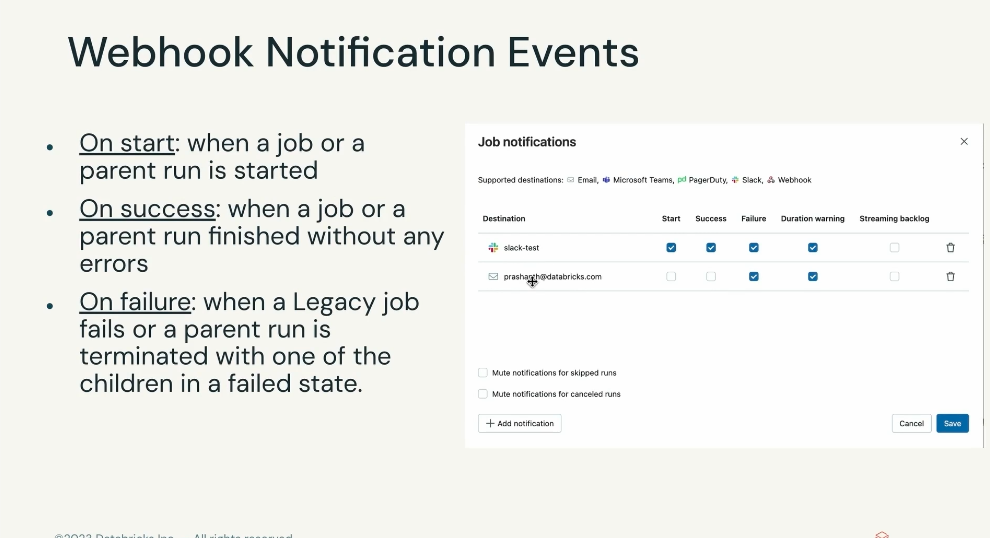 Webhook Notification Events
On start: when a job or a
parent run is started
On success: when a job or a
parent run finished without any
errors
On failure: when a Legacy job
fails or a parent run is
terminated with one of the
children in a failed state.
Job notifications
Supported destinations: Email, Microsoft Teams, pd PagerDuty, Slack, Webhook
Destination Start Success Failure Duration warning Streaming backlog
slack-test
prashanth@databricks.com
Mute notifications for skipped runs
Mute notifications for canceled runs
+ Add notification Cancel Save
©2023 Databricks Inc. — All rights reserved